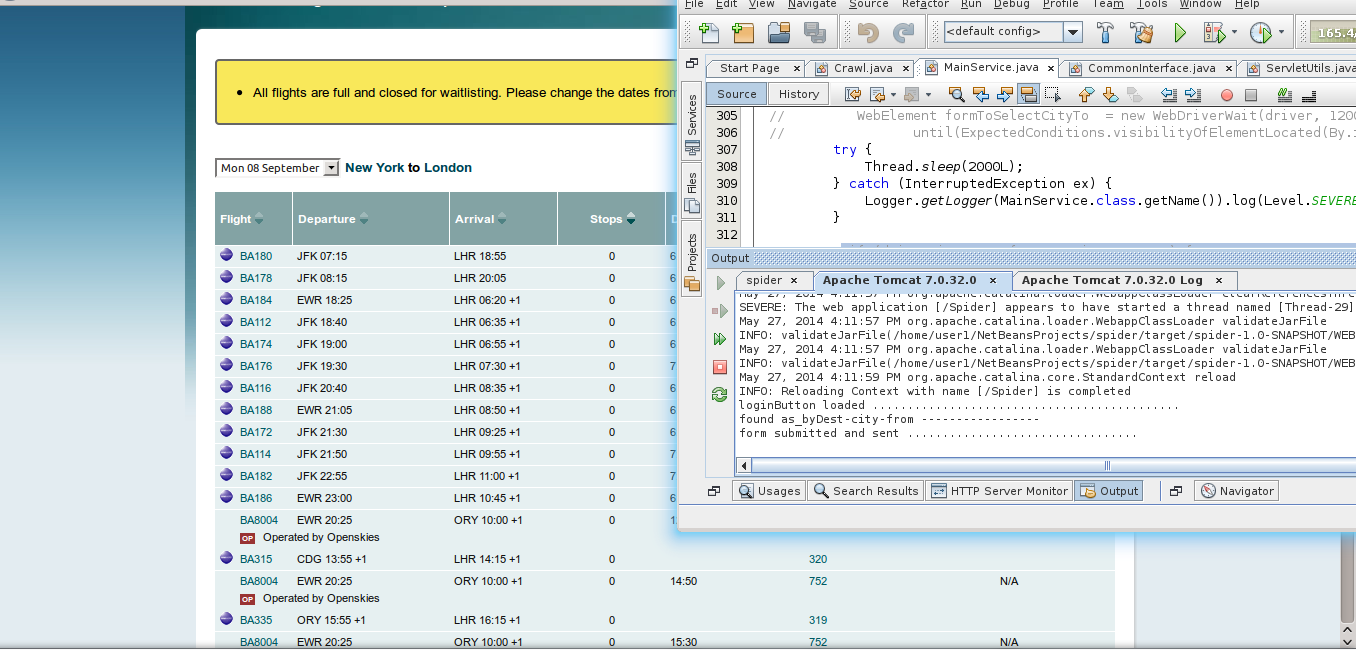 All flights are full and closed for waitlisting. Please change the dates from
Mon 08 September New York to London
Flight Departure Arrival Stops
BA180 JFK 07:15 LHR 18:55 0 6
BA178 JFK 08:15 LHR 20:05 0 6
BA184 EWR 18:25 LHR 06:20 +1 0 6
BA112 JFK 18:40 LHR 06:35 +1 0 6
BA174 JFK 19:00 LHR 06:55 +1 0 6
BA176 JFK 19:30 LHR 07:30 +1 0 7
BA116 JFK 20:40 LHR 08:35 +1 0 6
BA188 EWR 21:05 LHR 08:50 +1 0 6
BA172 JFK 21:30 LHR 09:25 +1 0 6
BA114 JFK 21:50 LHR 09:55 +1 0 7
BA182 JFK 22:55 LHR 11:00 +1 0 7
BA186 EWR 23:00 LHR 10:45 +1 0 6
BA8004 EWR 20:25 ORY 10:00 +1 0
OP Operated by Openskies
BA315 CDG 13:55 +1 LHR 14:15 +1 0 320
BA8004 EWR 20:25 ORY 10:00 +1 0 14:50 752 N/A
OP Operated by Openskies
BA335 ORY 15:55 +1 LHR 16:15 +1 0 319
BA8004 EWR 20:25 ORY 10:00 +1 0 15:30 752 N/A
File Edit View Navigate Source Refactor Run Debug Profile Team Tools Window Help
<default config> 165.4/
Start Page Crawl.java MainService.java CommonInterface.java ServletUtils.java
Source History
Services
Files
Projects
305 // WebElement formToSelectCityTo = new WebDriverWait(driver, 1200
306 // until(ExpectedConditions.visibilityOfElementLocated(By.
307 try {
308 Thread.sleep(2000L);
309 } catch (InterruptedException ex) {
310 Logger.getLogger(MainService.class.getName()).log(Level.SEVERE
311 }
312
Output
spider Apache Tomcat 7.0.32.0 Apache Tomcat 7.0.32.0 Log
May 27, 2014 4:11:57 PM org.apache.catalina.loader.WebappClassLoader clearReferencesThre
SEVERE: The web application [/Spider] appears to have started a thread named [Thread-29]
May 27, 2014 4:11:57 PM org.apache.catalina.loader.WebappClassLoader validateJarFile
INFO: validateJarFile(/home/user1/NetBeansProjects/spider/target/spider-1.0-SNAPSHOT/WEB
May 27, 2014 4:11:57 PM org.apache.catalina.loader.WebappClassLoader validateJarFile
INFO: validateJarFile(/home/user1/NetBeansProjects/spider/target/spider-1.0-SNAPSHOT/WEB
May 27, 2014 4:11:59 PM org.apache.catalina.core.StandardContext reload
INFO: Reloading Context with name [/Spider] is completed
loginButton loaded ............................................
found as_byDest-city-from -----------------
form submitted and sent .................................
Usages Search Results HTTP Server Monitor Output Navigator